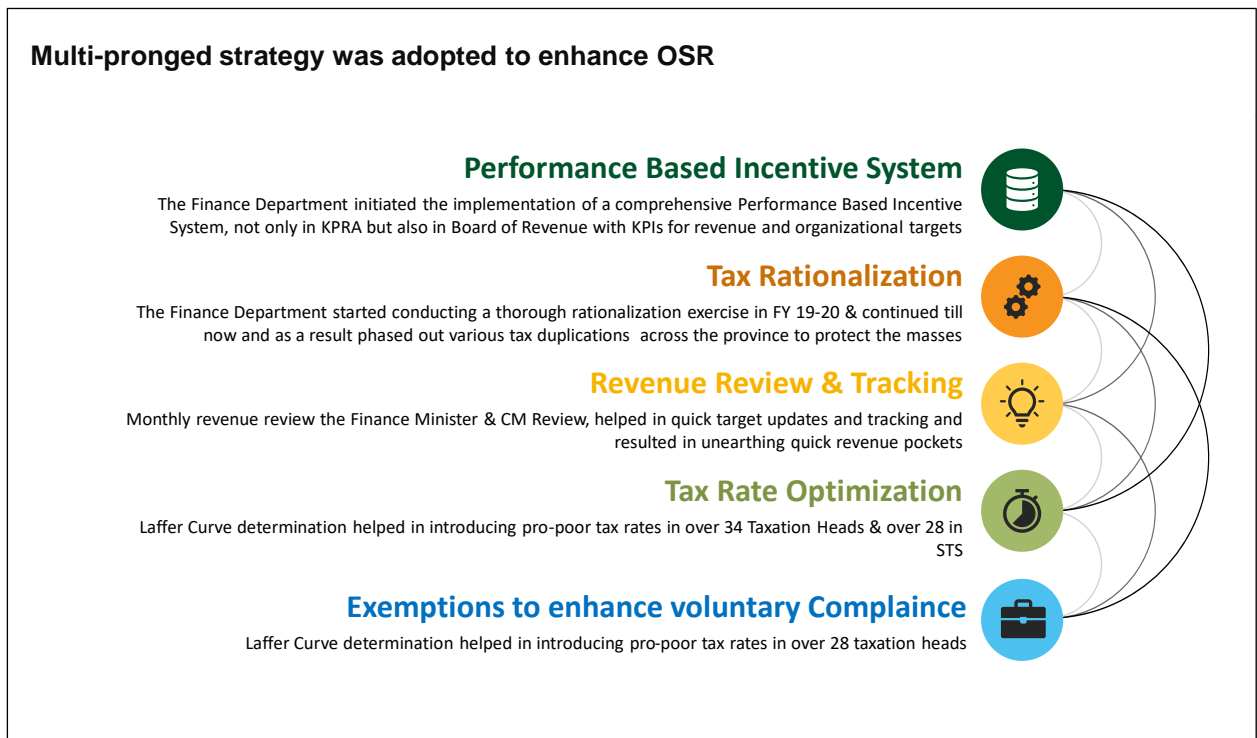 Multi-pronged strategy was adopted to enhance OSR
Performance Based Incentive System
The Finance Department initiated the implementation of a comprehensive Performance Based Incentive
System, not only in KPRA but also in Board of Revenue with KPIs for revenue and organizational targets
Tax Rationalization
The Finance Department started conducting a thorough rationalization exercise in FY 19-20 & continued till
now and as a result phased out various tax duplications across the province to protect the masses
Revenue Review & Tracking
Monthly revenue review the Finance Minister & CM Review, helped in quick target updates and tracking and
resulted in unearthing quick revenue pockets
Tax Rate Optimization
Laffer Curve determination helped in introducing pro-poor tax rates in over 34 Taxation Heads & over 28 in
STS
Exemptions to enhance voluntary Complaince
Laffer Curve determination helped in introducing pro-poor tax rates in over 28 taxation heads